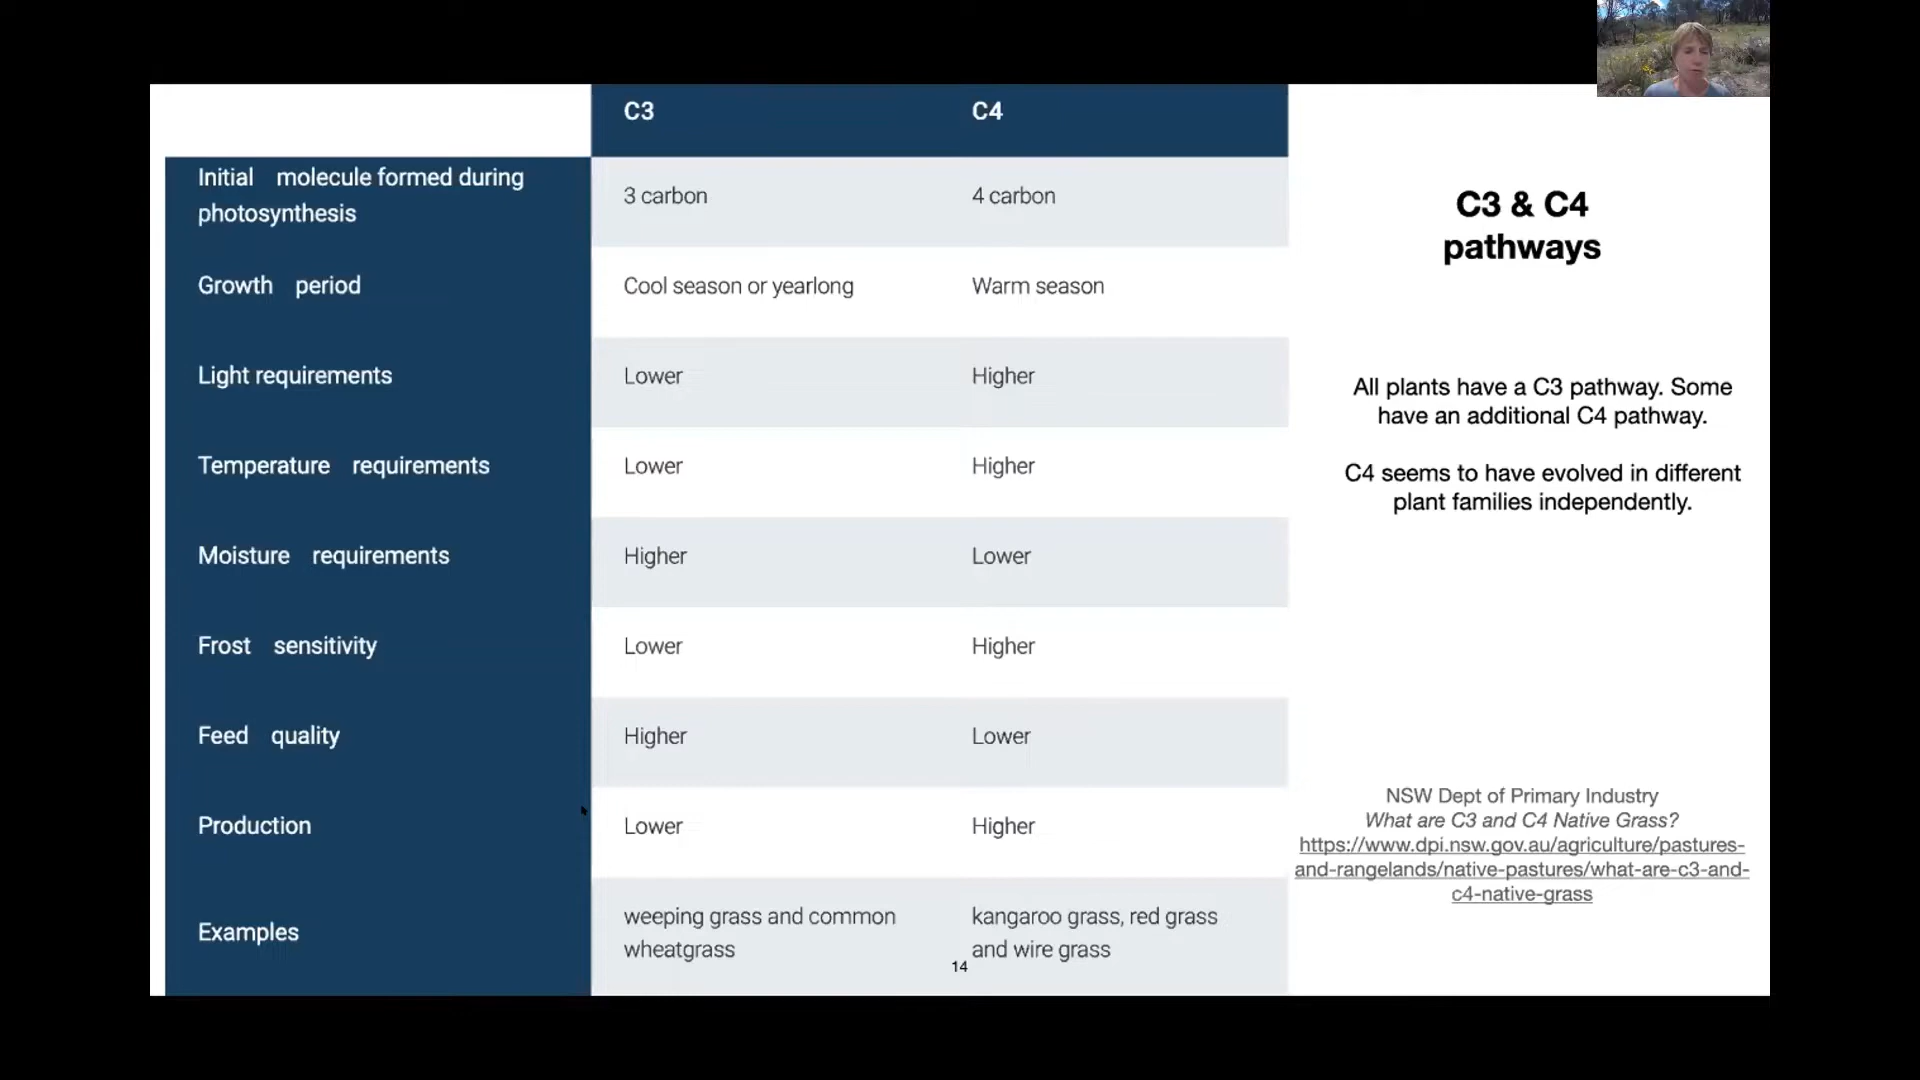 C3 C4
Initial molecule formed during
photosynthesis
3 carbon 4 carbon
Growth period Cool season or yearlong Warm season
Light requirements Lower Higher
Temperature requirements Lower Higher
Moisture requirements Higher Lower
Frost sensitivity Lower Higher
Feed quality Higher Lower
Production Lower Higher
Examples
weeping grass and common
wheatgrass
kangaroo grass, red grass
and wire grass
14
C3 & C4
pathways
All plants have a C3 pathway. Some
have an additional C4 pathway.
C4 seems to have evolved in different
plant families independently.
NSW Dept of Primary Industry
What are C3 and C4 Native Grass?
https://www.dpi.nsw.gov.au/agriculture/pastures-
and-rangelands/native-pastures/what-are-c3-and-
c4-native-grass